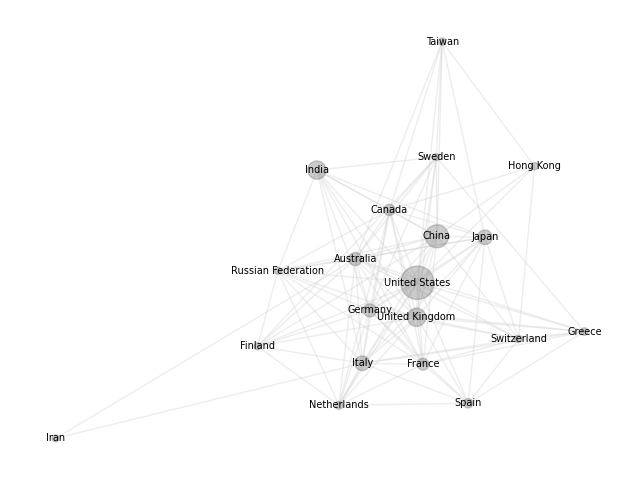 Taiwan
Sweden
Hong Kong
India
Canada
China
Japan
Australia
Russian Federation
United States
Germany
United Kingdom
Greece
Switzerland
Finland
Italy
France
Netherlands
Spain
Iran